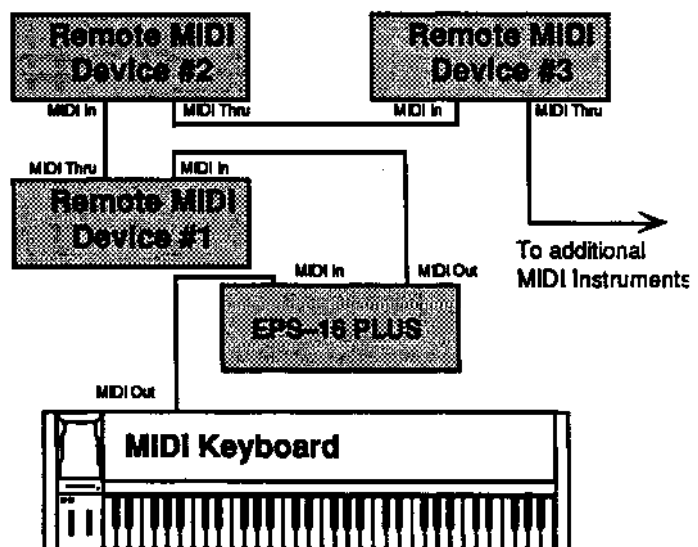 Remote MIDI
Device #2
Remote MIDI
Device #3
MIDI In
MIDI Thru
MIDI In
MIDI Thru
MIDI Thru
MIDI In
Remote MIDI
Device #1
To additional
MIDI Instruments
MIDI In
MIDI Out
EPS-16 PLUS
MIDI Out
MIDI Keyboard